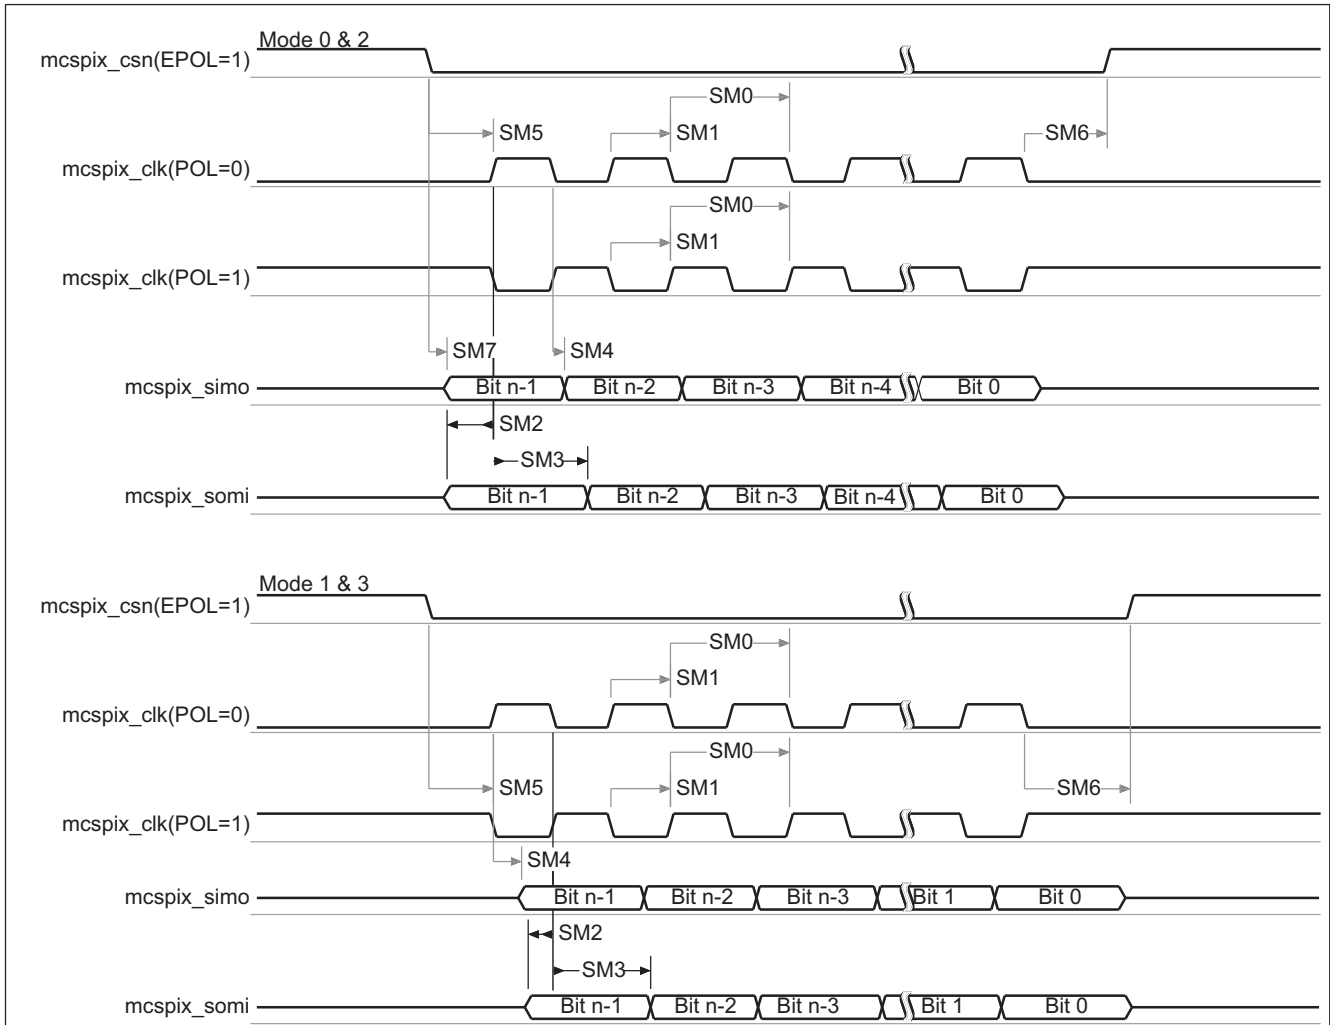 Mode 0 & 2
mcspix_csn(EPOL=1)
SM0
SM5
SM1
SM6
mcspix_clk(POL=0)
SM0
SM1
mcspix_clk(POL=1)
SM7
SM4
mcspix_simo
Bit n-1
Bit n-2
Bit n-3
Bit n-4
Bit 0
SM2
SM3
mcspix_somi
Bit n-1
Bit n-2
Bit n-3
Bit n-4
Bit 0
Mode 1 & 3
mcspix_csn(EPOL=1)
SM0
SM1
mcspix_clk(POL=0)
SM0
SM5
SM1
SM6
mcspix_clk(POL=1)
SM4
mcspix_simo
Bit n-1
Bit n-2
Bit n-3
Bit 1
Bit 0
SM2
SM3
mcspix_somi
Bit n-1
Bit n-2
Bit n-3
Bit 1
Bit 0